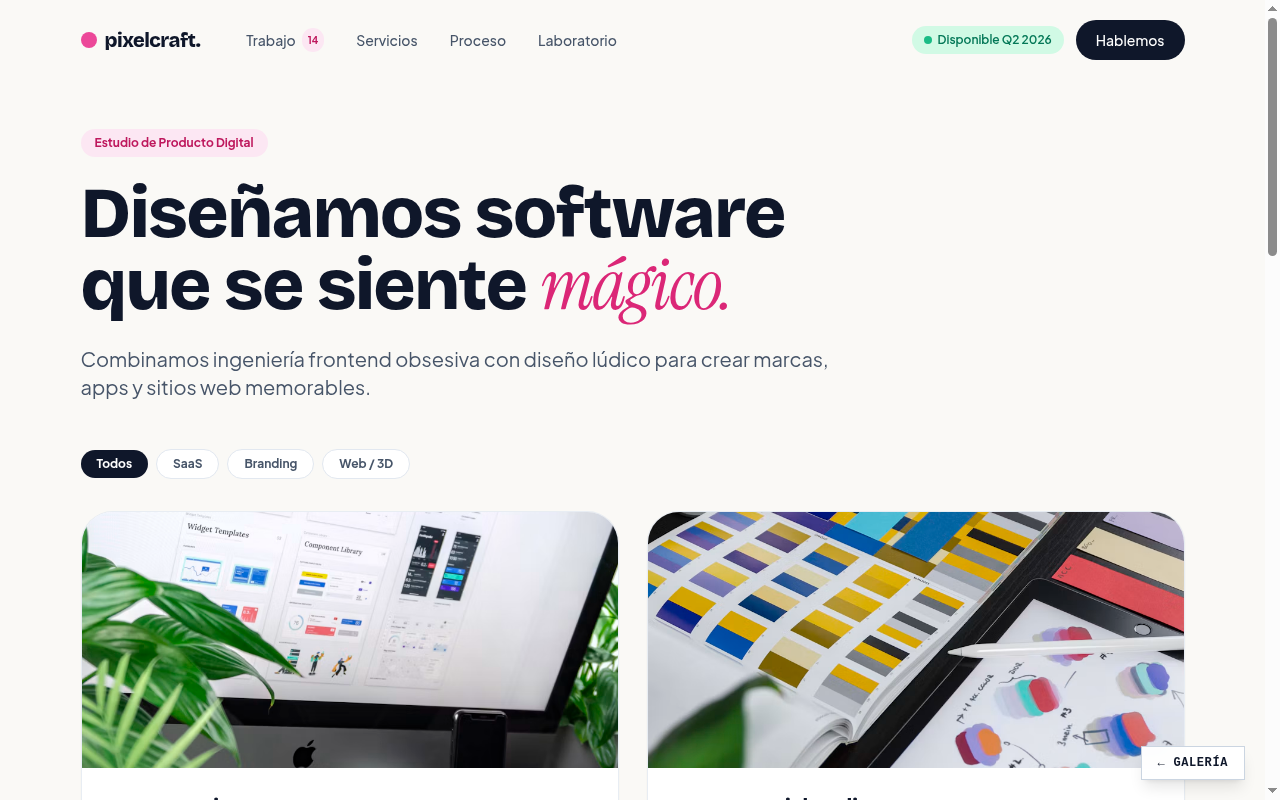 pixelcraft.
Trabajo 14
Servicios
Proceso
Laboratorio
Disponible Q2 2026
Hablemos
Estudio de Producto Digital
Diseñamos software
que se siente mágico.
Combinamos ingeniería frontend obsesiva con diseño lúdico para crear marcas,
apps y sitios web memorables.
Todos
SaaS
Branding
Web / 3D
Widget Templates
Component Library
← GALERÍA